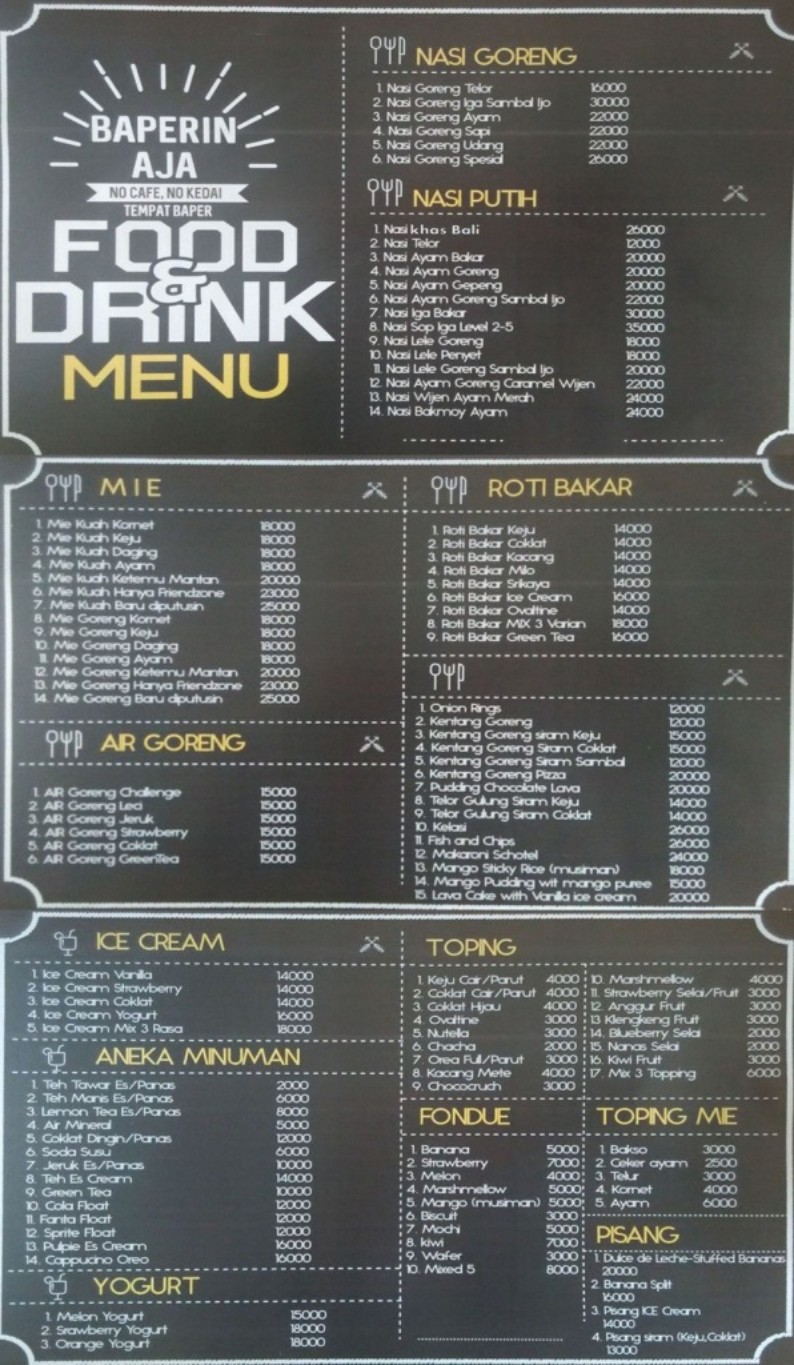 BAPERIN
AJA
NO CAFE, NO KEDAI
TEMPAT BAPER
FOOD
&
DRINK
MENU
NASI GORENG
1. Nasi Goreng Telor 16000
2. Nasi Goreng Iga Sambal Ijo 30000
3. Nasi Goreng Ayam 22000
4. Nasi Goreng Sapi 22000
5. Nasi Goreng Udang 22000
6. Nasi Goreng Spesial 26000
NASI PUTIH
1. Nasi khas Bali 26000
2. Nasi Telor 12000
3. Nasi Ayam Bakar 20000
4. Nasi Ayam Goreng 20000
5. Nasi Ayam Gepeng 20000
6. Nasi Ayam Goreng Sambal Ijo 22000
7. Nasi Iga Bakar 30000
8. Nasi Sop Iga Level 2-5 35000
9. Nasi Lele Goreng 18000
10. Nasi Lele Penyet 18000
11. Nasi Lele Goreng Sambal Ijo 20000
12. Nasi Ayam Goreng Caramel Wijen 22000
13. Nasi Wijen Ayam Merah 24000
14. Nasi Bakmoy Ayam 24000
MIE
1. Mie Kuah Kornet 18000
2. Mie Kuah Keju 18000
3. Mie Kuah Daging 18000
4. Mie Kuah Ayam 18000
5. Mie kuah Ketemu Mantan 20000
6. Mie Kuah Hanya Friendzone 23000
7. Mie Kuah Baru diputusin 25000
8. Mie Goreng Kornet 18000
9. Mie Goreng Keju 18000
10. Mie Goreng Daging 18000
11. Mie Goreng Ayam 18000
12. Mie Goreng Ketemu Mantan 20000
13. Mie Goreng Hanya Friendzone 23000
14. Mie Goreng Baru diputusin 25000
AIR GORENG
1. AIR Goreng Challenge 15000
2. AIR Goreng Leci 15000
3. AIR Goreng Jeruk 15000
4. AIR Goreng Strawberry 15000
5. AIR Goreng Coklat 15000
6. AIR Goreng GreenTea 15000
ROTI BAKAR
1. Roti Bakar Keju 14000
2. Roti Bakar Coklat 14000
3. Roti Bakar Kacang 14000
4. Roti Bakar Milo 14000
5. Roti Bakar Srikaya 14000
6. Roti Bakar Ice Cream 16000
7. Roti Bakar Ovaltine 14000
8. Roti Bakar MIX 3 Varian 18000
9. Roti Bakar Green Tea 16000
1. Onion Rings 12000
2. Kentang Goreng 12000
3. Kentang Goreng siram Keju 15000
4. Kentang Goreng Siram Coklat 15000
5. Kentang Goreng Siram Sambal 12000
6. Kentang Goreng Pizza 20000
7. Pudding Chocolate Lava 20000
8. Telor Gulung Siram Keju 14000
9. Telor Gulung Siram Coklat 14000
10. Kelasi 26000
11. Fish and Chips 26000
12. Makaroni Schotel 24000
13. Mango Sticky Rice (musiman) 18000
14. Mango Pudding wit mango puree 15000
15. Lava Cake with Vanila ice cream 20000
ICE CREAM
1. Ice Cream Vanila 14000
2. Ice Cream Strawberry 14000
3. Ice Cream Coklat 14000
4. Ice Cream Yogurt 16000
5. Ice Cream Mix 3 Rasa 18000
ANEKA MINUMAN
1. Teh Tawar Es/Panas 2000
2. Teh Manis Es/Panas 6000
3. Lemon Tea Es/Panas 8000
4. Air Mineral 5000
5. Coklat Dingin/Panas 12000
6. Soda Susu 6000
7. Jeruk Es/Panas 10000
8. Teh Es Cream 14000
9. Green Tea 10000
10. Cola Float 12000
11. Fanta Float 12000
12. Sprite Float 12000
13. Pulpie Es Cream 16000
14. Cappucino Oreo 16000
YOGURT
1. Melon Yogurt 15000
2. Srawberry Yogurt 18000
3. Orange Yogurt 18000
TOPING
1. Keju Cair/Parut 4000
2. Coklat Cair/Parut 4000
3. Coklat Hijau 4000
4. Ovaltine 3000
5. Nutella 3000
6. Chacha 2000
7. Orea Full/Parut 3000
8. Kacang Mete 4000
9. Chococruch 3000
10. Marshmellow 4000
11. Strawberry Selai/Fruit 3000
12. Anggur Fruit 3000
13 Klengkeng Fruit 3000
14. Blueberry Selai 2000
15. Nanas Selai 2000
16. Kiwi Fruit 3000
17. Mix 3 Topping 6000
FONDUE
1. Banana 5000
2. Strawberry 7000
3. Melon 4000
4. Marshmellow 5000
5. Mango (musiman) 5000
6. Biscuit 3000
7. Mochi 5000
8. kiwi 7000
9. Wafer 3000
10. Mixed 5 8000
TOPING MIE
1. Bakso 3000
2. Ceker ayam 2500
3. Telur 3000
4. Kornet 4000
5. Ayam 6000
PISANG
1. Dulce de Leche-Stuffed Bananas
20000
2. Banana Split
16000
3. Pisang ICE Cream
14000
4. Pisang siram (Keju,Coklat)
13000